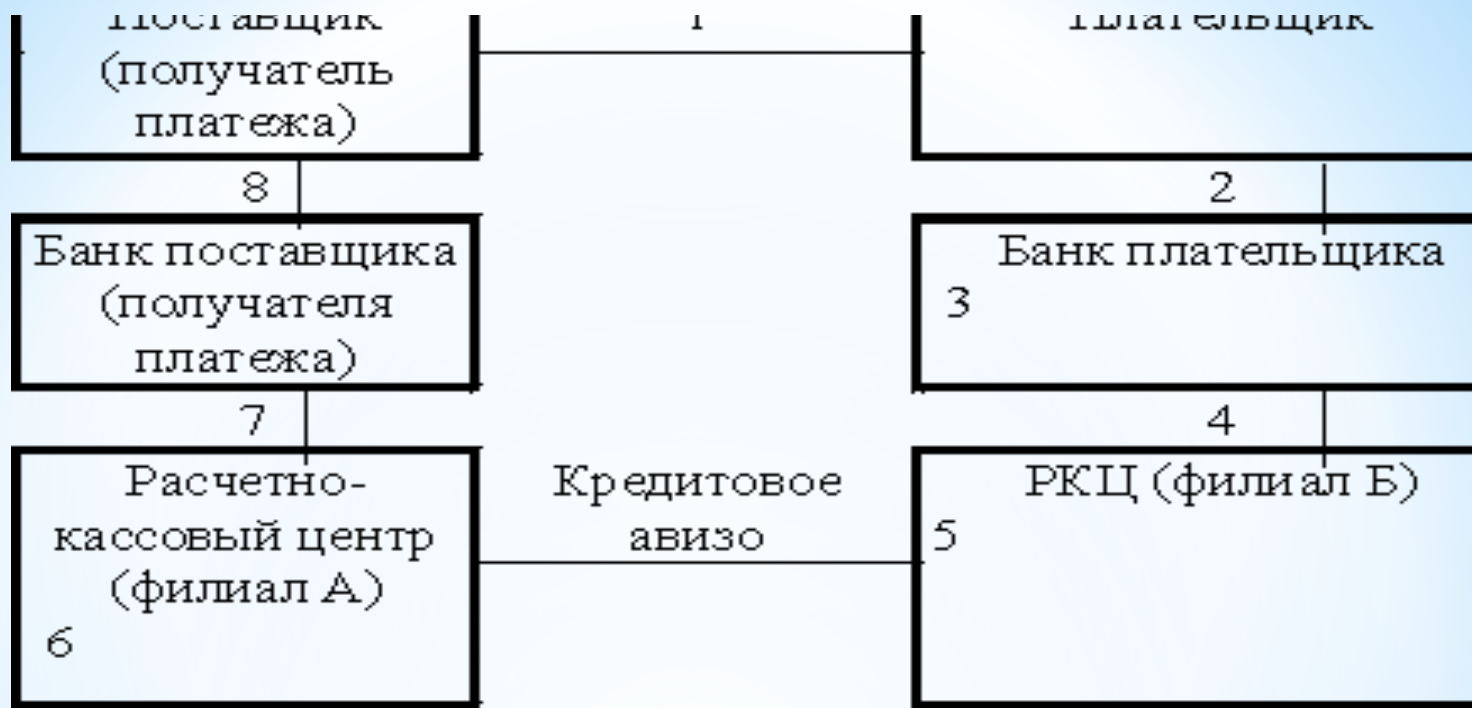 Поставщик
(получатель
платежа)
1
Плательщик
8
2
Банк поставщика
(получателя
платежа)
Банк плательщика
3
7
4
Расчетно-
кассовый центр
(филиал А)
6
Кредитовое
авизо
РКЦ (филиал Б)
5